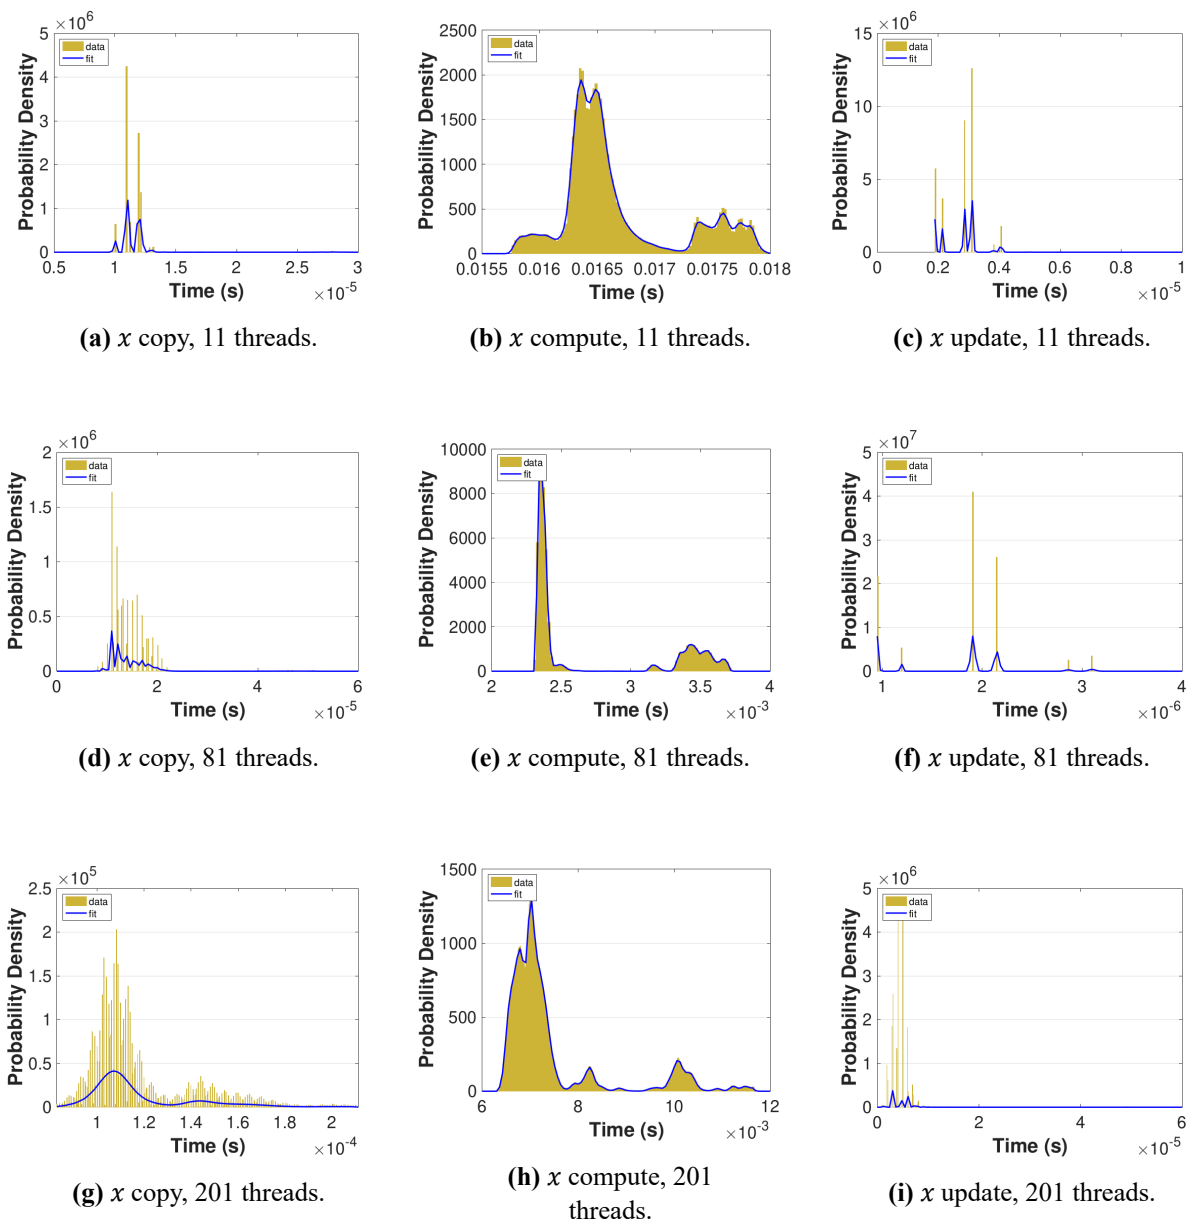 ×10^6
5
4
3
2
1
0
Probability Density
data
fit
0.5 1 1.5 2 2.5 3
Time (s)
×10^-5
(a) x copy, 11 threads.
2500
2000
1500
1000
500
0
Probability Density
data
fit
0.0155 0.016 0.0165 0.017 0.0175 0.018
Time (s)
(b) x compute, 11 threads.
×10^6
15
10
5
0
Probability Density
data
fit
0 0.2 0.4 0.6 0.8 1
Time (s)
×10^-5
(c) x update, 11 threads.
×10^6
2
1.5
1
0.5
0
Probability Density
data
fit
0 2 4 6
Time (s)
×10^-5
(d) x copy, 81 threads.
10000
8000
6000
4000
2000
0
Probability Density
data
fit
2 2.5 3 3.5 4
Time (s)
×10^-3
(e) x compute, 81 threads.
×10^7
5
4
3
2
1
0
Probability Density
data
fit
1 2 3 4
Time (s)
×10^-6
(f) x update, 81 threads.
×10^5
2.5
2
1.5
1
0.5
0
Probability Density
data
fit
1 1.2 1.4 1.6 1.8 2
Time (s)
×10^-4
(g) x copy, 201 threads.
1500
1000
500
0
Probability Density
data
fit
6 8 10 12
Time (s)
×10^-3
(h) x compute, 201
threads.
×10^6
5
4
3
2
1
0
Probability Density
data
fit
0 2 4 6
Time (s)
×10^-5
(i) x update, 201 threads.